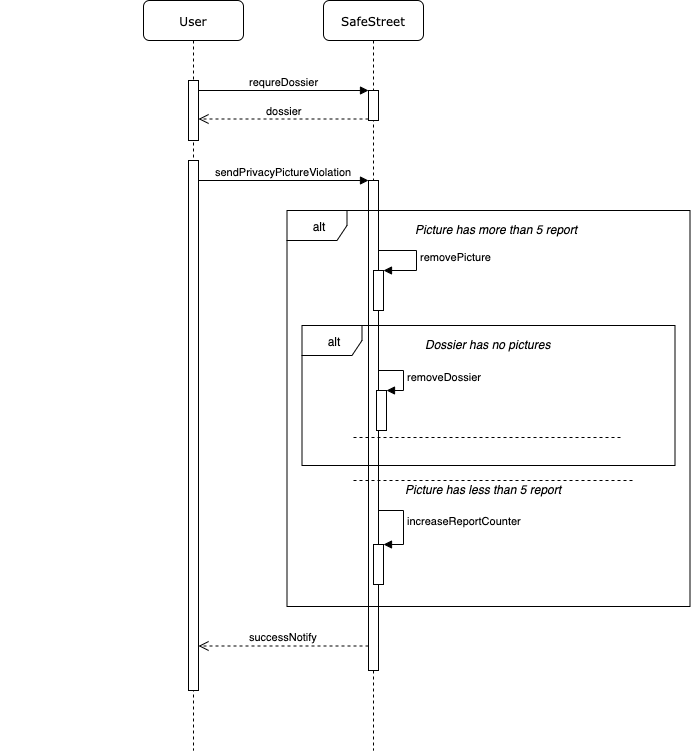 User
SafeStreet
requreDossier
dossier
sendPrivacyPictureViolation
alt
Picture has more than 5 report
removePicture
alt
Dossier has no pictures
removeDossier
Picture has less than 5 report
increaseReportCounter
successNotify